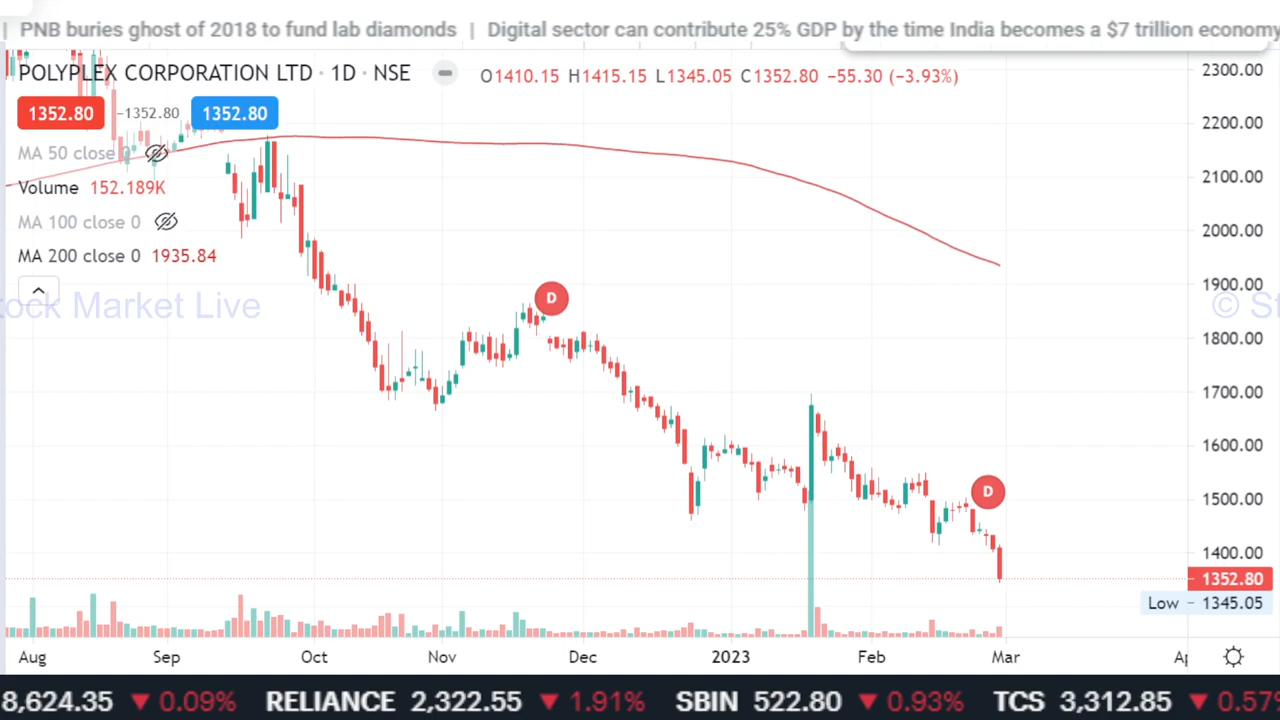 | PNB buries ghost of 2018 to fund lab diamonds | Digital sector can contribute 25% GDP by the time India becomes a $7 trillion economy
POLYPLEX CORPORATION LTD · 1D · NSE O1410.15 H1415.15 L1345.05 C1352.80 −55.30 (−3.93%)
1352.80 −1352.80 1352.80
MA 50 close 0
Volume 152.189K
MA 100 close 0
MA 200 close 0 1935.84
ock Market Live
© St
D
D
2300.00
2200.00
2100.00
2000.00
1900.00
1800.00
1700.00
1600.00
1500.00
1400.00
1352.80
Low − 1345.05
Aug Sep Oct Nov Dec 2023 Feb Mar Ap
8,624.35 ▼ 0.09% RELIANCE 2,322.55 ▼ 1.91% SBIN 522.80 ▼ 0.93% TCS 3,312.85 ▼ 0.57%